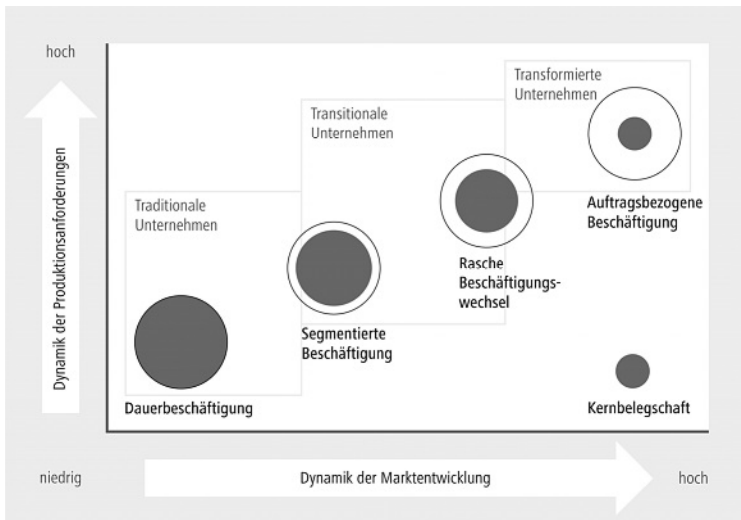 hoch
Dynamik der Produktionsanforderungen
Transformierte
Unternehmen
Transitionale
Unternehmen
Auftragsbezogene
Beschäftigung
Traditionale
Unternehmen
Rasche
Beschäftigungs-
wechsel
Segmentierte
Beschäftigung
Dauerbeschäftigung
Kernbelegschaft
niedrig
Dynamik der Marktentwicklung
hoch